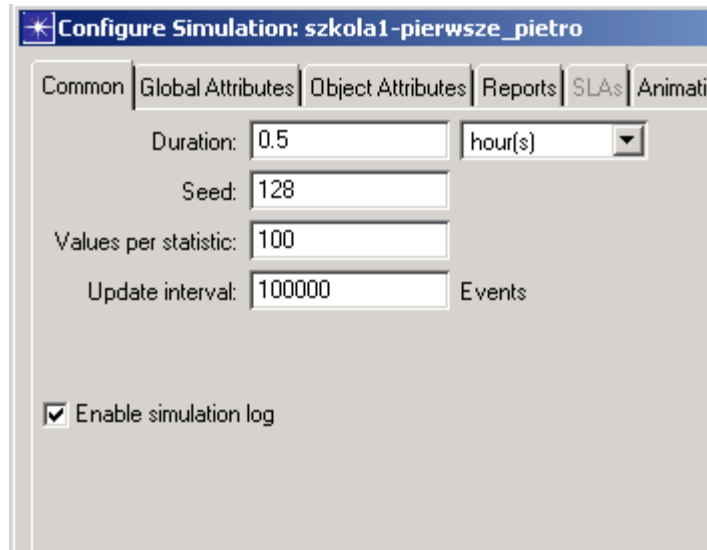 Configure Simulation: szkola1-pierwsze_pietro
Common Global Attributes Object Attributes Reports SLAs Animati
Duration: 0.5 hour(s)
Seed: 128
Values per statistic: 100
Update interval: 100000 Events
Enable simulation log